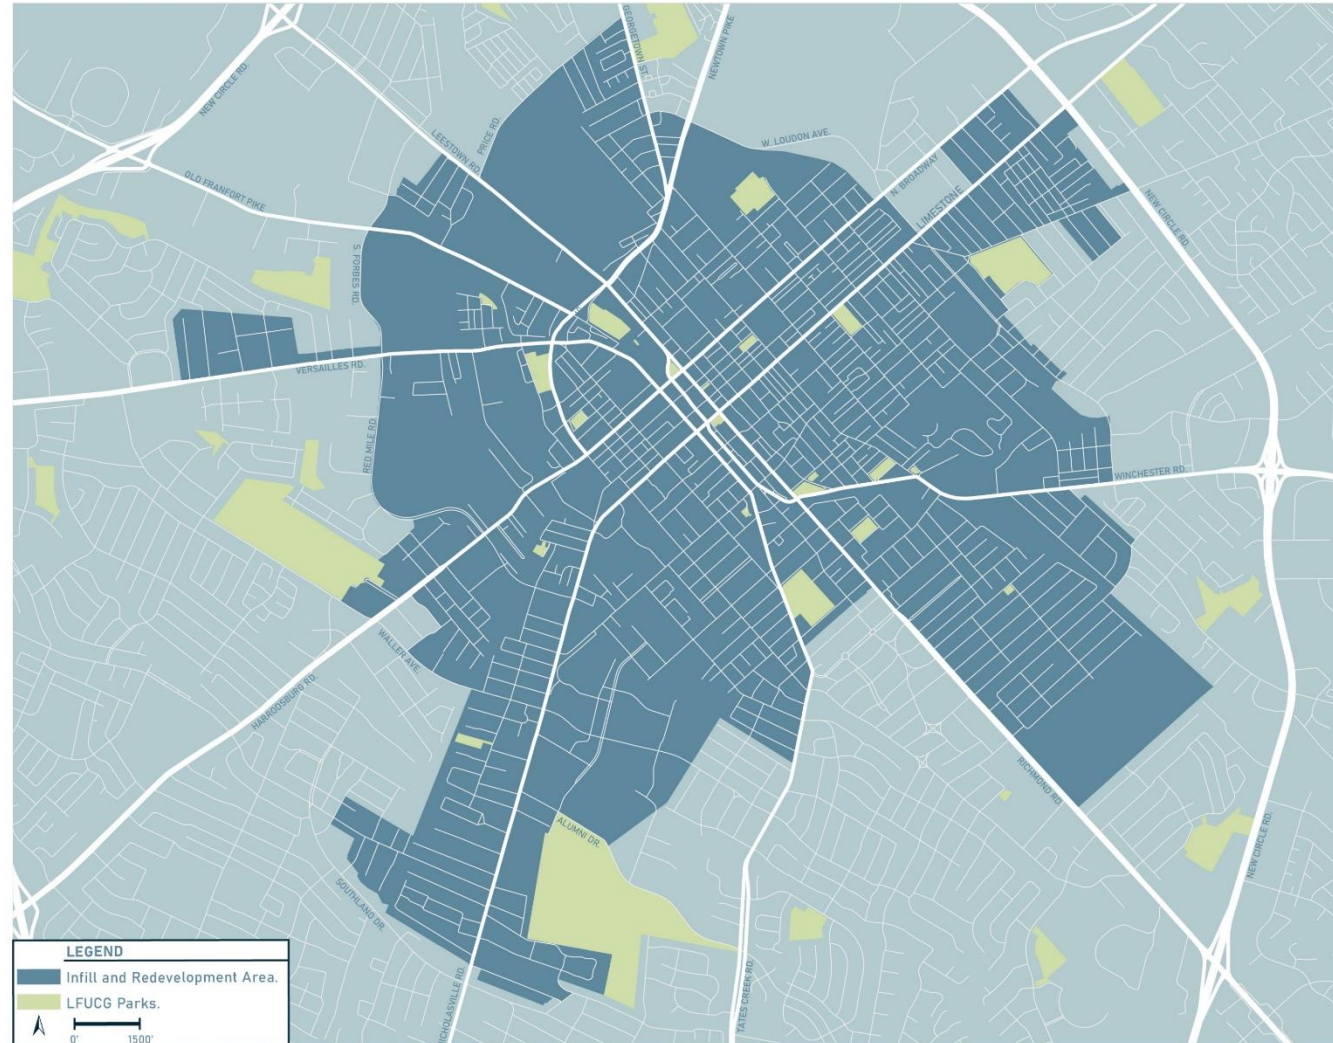 GEORGETOWN ST.
NEWTOWN PIKE
NEW CIRCLE RD.
PRICE RD.
LEESTOWN RD.
W. LOUDON AVE.
N. BROADWAY
LIMESTONE
OLD FRANFORT PIKE
NEW CIRCLE RD.
S. FORBES RD.
VERSAILLES RD.
RED MILE RD.
WINCHESTER RD.
WALLER AVE.
HARRODSBURG RD.
RICHMOND RD.
ALUMNI DR.
NEW CIRCLE RD.
SOUTHLAND DR.
NICHOLASVILLE RD.
TATES CREEK RD.
LEGEND
Infill and Redevelopment Area.
LFUCG Parks.
0' 1500'